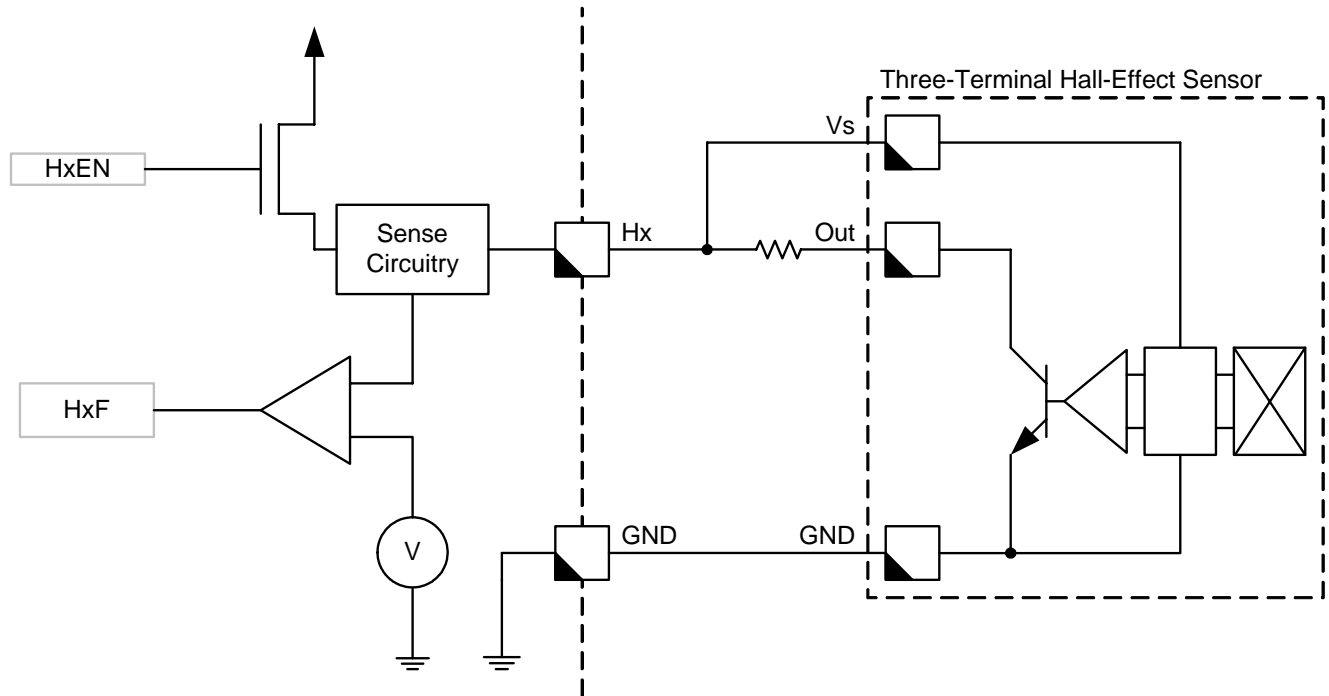 Three-Terminal Hall-Effect Sensor
Vs
HxEN
Sense
Circuitry
Hx
Out
HxF
V
GND
GND